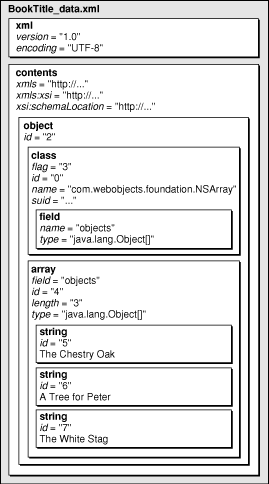 BookTitle_data.xml
xml
version = "1.0"
encoding = "UTF-8"
contents
xmls = "http://..."
xmls:xsi = "http://..."
xsi:schemaLocation = "http://..."
object
id = "2"
class
flag = "3"
id = "0"
name = "com.webobjects.foundation.NSArray"
suid = "..."
field
name = "objects"
type = "java.lang.Object[]"
array
field = "objects"
id = "4"
length = "3"
type = "java.lang.Object[]"
string
id = "5"
The Chestry Oak
string
id = "6"
A Tree for Peter
string
id = "7"
The White Stag